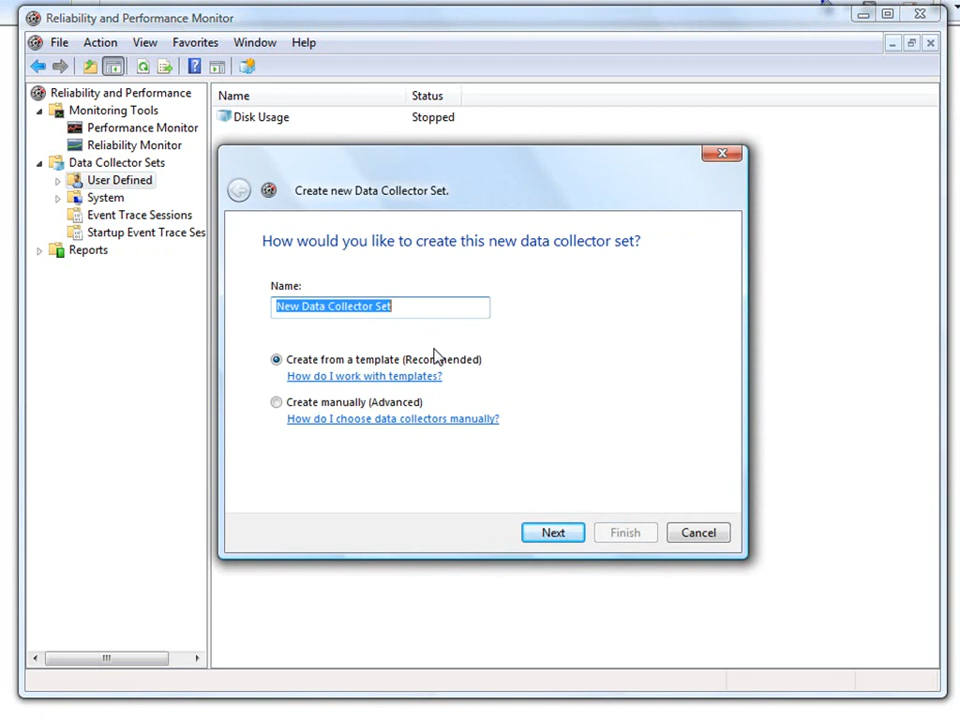 Reliability and Performance Monitor
File Action View Favorites Window Help
Reliability and Performance
Monitoring Tools
Performance Monitor
Reliability Monitor
Data Collector Sets
User Defined
System
Event Trace Sessions
Startup Event Trace Ses
Reports
Name Status
Disk Usage Stopped
Create new Data Collector Set.
How would you like to create this new data collector set?
Name:
New Data Collector Set
Create from a template (Recommended)
How do I work with templates?
Create manually (Advanced)
How do I choose data collectors manually?
Next Finish Cancel